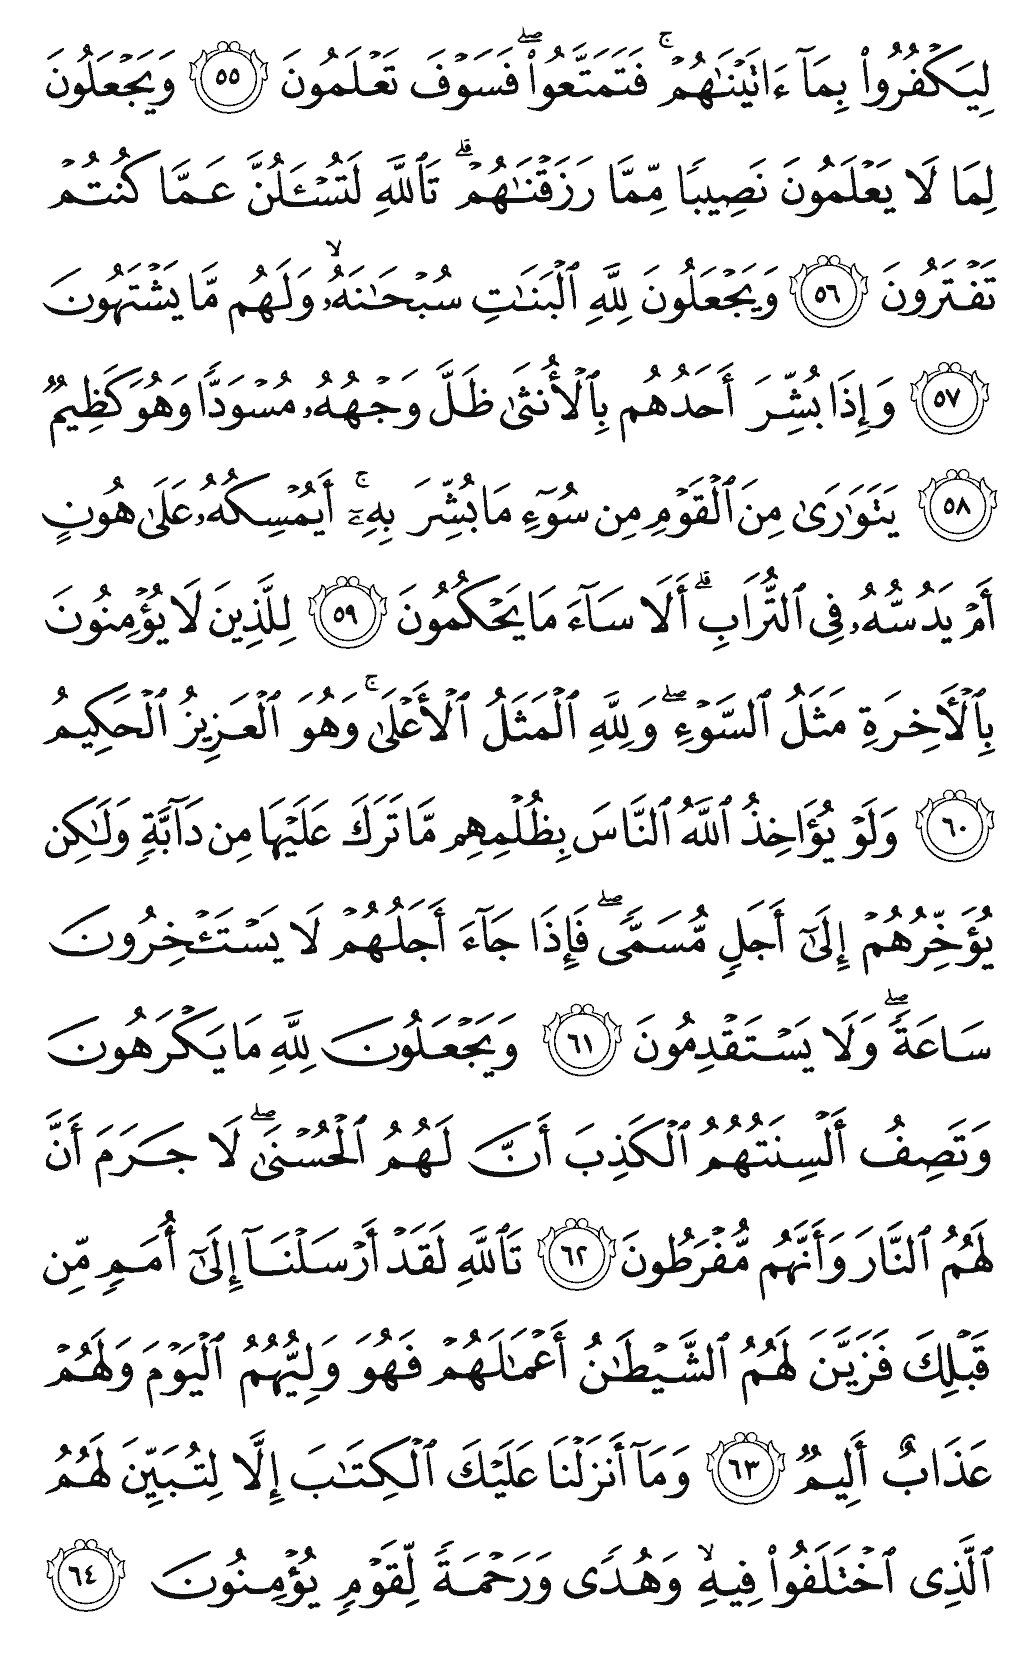 لِيَكْفُرُوا۟ بِمَآ ءَاتَيْنَٰهُمْ ۚ فَتَمَتَّعُوا۟ ۖ فَسَوْفَ تَعْلَمُونَ ٥٥ وَيَجْعَلُونَ
لِمَا لَا يَعْلَمُونَ نَصِيبًا مِّمَّا رَزَقْنَٰهُمْ ۗ تَٱللَّهِ لَتُسْـَٔلُنَّ عَمَّا كُنتُمْ
تَفْتَرُونَ ٥٦ وَيَجْعَلُونَ لِلَّهِ ٱلْبَنَٰتِ سُبْحَٰنَهُۥ ۙ وَلَهُم مَّا يَشْتَهُونَ
٥٧ وَإِذَا بُشِّرَ أَحَدُهُم بِٱلْأُنثَىٰ ظَلَّ وَجْهُهُۥ مُسْوَدًّا وَهُوَ كَظِيمٌ
٥٨ يَتَوَٰرَىٰ مِنَ ٱلْقَوْمِ مِن سُوٓءِ مَا بُشِّرَ بِهِۦٓ ۚ أَيُمْسِكُهُۥ عَلَىٰ هُونٍ
أَمْ يَدُسُّهُۥ فِى ٱلتُّرَابِ ۗ أَلَا سَآءَ مَا يَحْكُمُونَ ٥٩ لِلَّذِينَ لَا يُؤْمِنُونَ
بِٱلْأَاخِرَةِ مَثَلُ ٱلسَّوْءِ ۖ وَلِلَّهِ ٱلْمَثَلُ ٱلْأَعْلَىٰ ۚ وَهُوَ ٱلْعَزِيزُ ٱلْحَكِيمُ
٦٠ وَلَوْ يُؤَاخِذُ ٱللَّهُ ٱلنَّاسَ بِظُلْمِهِم مَّا تَرَكَ عَلَيْهَا مِن دَآبَّةٍ وَلَٰكِن
يُؤَخِّرُهُمْ إِلَىٰٓ أَجَلٍ مُّسَمًّى ۖ فَإِذَا جَآءَ أَجَلُهُمْ لَا يَسْتَـْٔخِرُونَ
سَاعَةً ۖ وَلَا يَسْتَقْدِمُونَ ٦١ وَيَجْعَلُونَ لِلَّهِ مَا يَكْرَهُونَ
وَتَصِفُ أَلْسِنَتُهُمُ ٱلْكَذِبَ أَنَّ لَهُمُ ٱلْحُسْنَىٰ ۖ لَا جَرَمَ أَنَّ
لَهُمُ ٱلنَّارَ وَأَنَّهُم مُّفْرَطُونَ ٦٢ تَٱللَّهِ لَقَدْ أَرْسَلْنَآ إِلَىٰٓ أُمَمٍ مِّن
قَبْلِكَ فَزَيَّنَ لَهُمُ ٱلشَّيْطَٰنُ أَعْمَٰلَهُمْ فَهُوَ وَلِيُّهُمُ ٱلْيَوْمَ وَلَهُمْ
عَذَابٌ أَلِيمٌ ٦٣ وَمَآ أَنزَلْنَا عَلَيْكَ ٱلْكِتَٰبَ إِلَّا لِتُبَيِّنَ لَهُمُ
ٱلَّذِى ٱخْتَلَفُوا۟ فِيهِ ۙ وَهُدًى وَرَحْمَةً لِّقَوْمٍ يُؤْمِنُونَ ٦٤